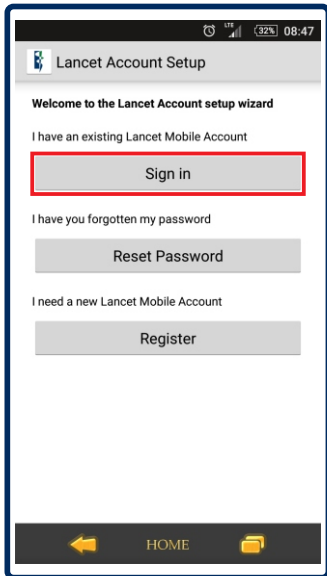 LTE 32% 08:47
Lancet Account Setup
Welcome to the Lancet Account setup wizard
I have an existing Lancet Mobile Account
Sign in
I have you forgotten my password
Reset Password
I need a new Lancet Mobile Account
Register
HOME